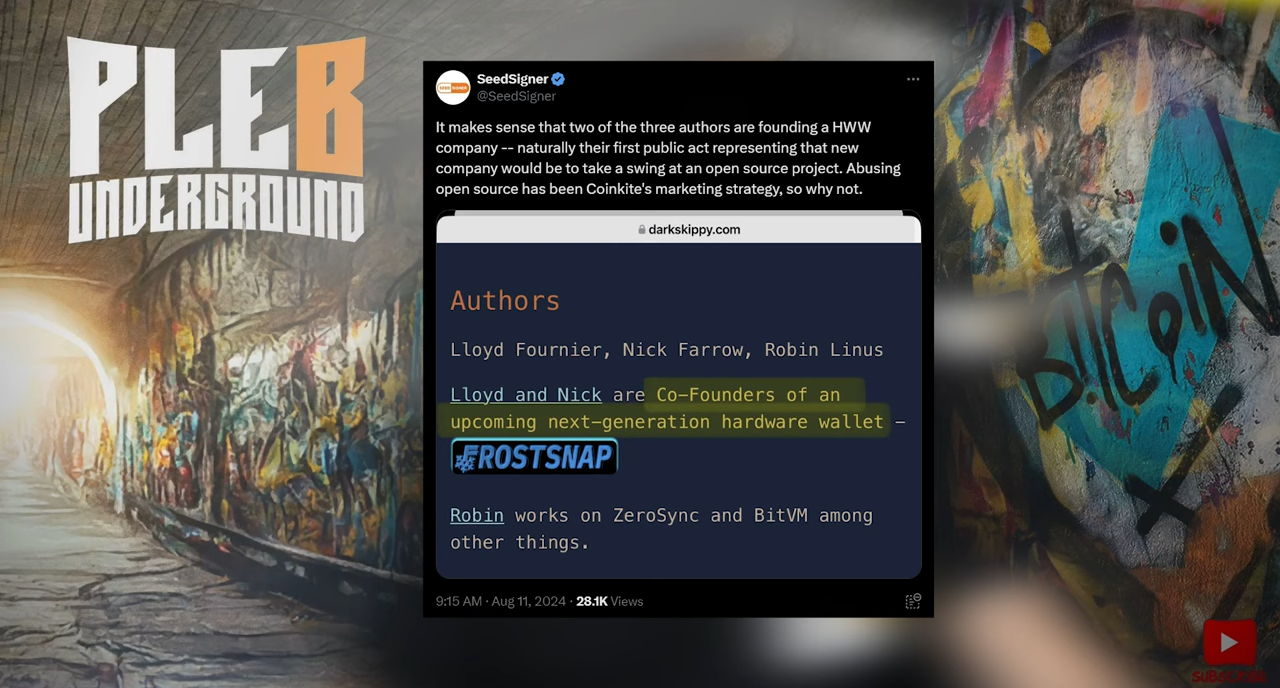 PLEB
UNDERGROUND
SeedSigner
@SeedSigner
It makes sense that two of the three authors are founding a HWW
company -- naturally their first public act representing that new
company would be to take a swing at an open source project. Abusing
open source has been Coinkite's marketing strategy, so why not.
darkskippy.com
Authors
Lloyd Fournier, Nick Farrow, Robin Linus
Lloyd and Nick are Co-Founders of an
upcoming next-generation hardware wallet –
FROSTSNAP
Robin works on ZeroSync and BitVM among
other things.
9:15 AM · Aug 11, 2024 · 28.1K Views
BITCOIN
SUBSCRIBE